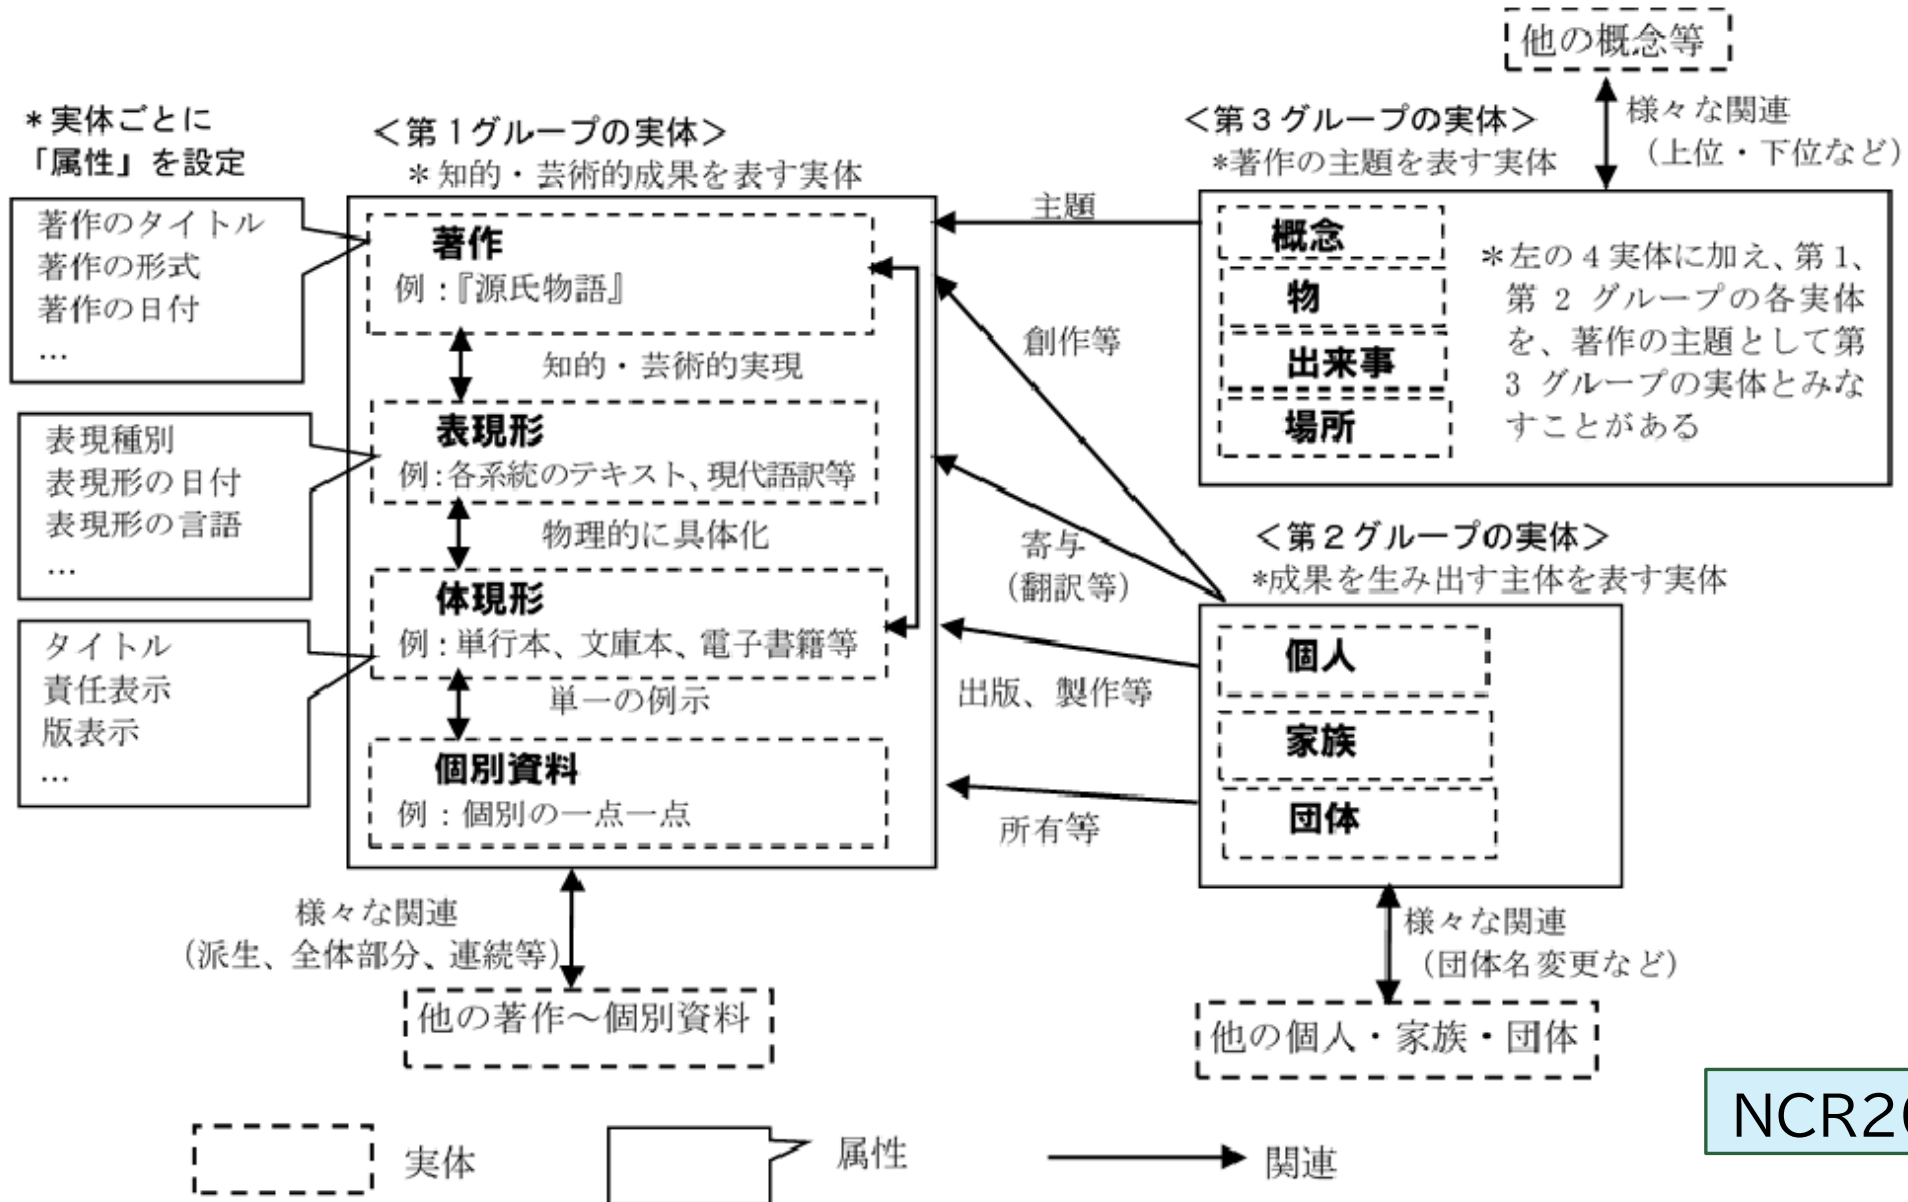 他の概念等
様々な関連
（上位・下位など）
＊実体ごとに
「属性」を設定
著作のタイトル
著作の形式
著作の日付
…
表現種別
表現形の日付
表現形の言語
…
タイトル
責任表示
版表示
…
＜第1グループの実体＞
＊知的・芸術的成果を表す実体
著作
例：『源氏物語』
知的・芸術的実現
表現形
例：各系統のテキスト、現代語訳等
物理的に具体化
体現形
例：単行本、文庫本、電子書籍等
単一の例示
個別資料
例：個別の一点一点
様々な関連
（派生、全体部分、連続等）
他の著作～個別資料
主題
創作等
寄与
（翻訳等）
出版、製作等
所有等
＜第3グループの実体＞
*著作の主題を表す実体
概念
物
出来事
場所
＊左の4実体に加え、第1、
第2グループの各実体
を、著作の主題として第
3グループの実体とみな
すことがある
＜第2グループの実体＞
*成果を生み出す主体を表す実体
個人
家族
団体
様々な関連
（団体名変更など）
他の個人・家族・団体
実体
属性
関連